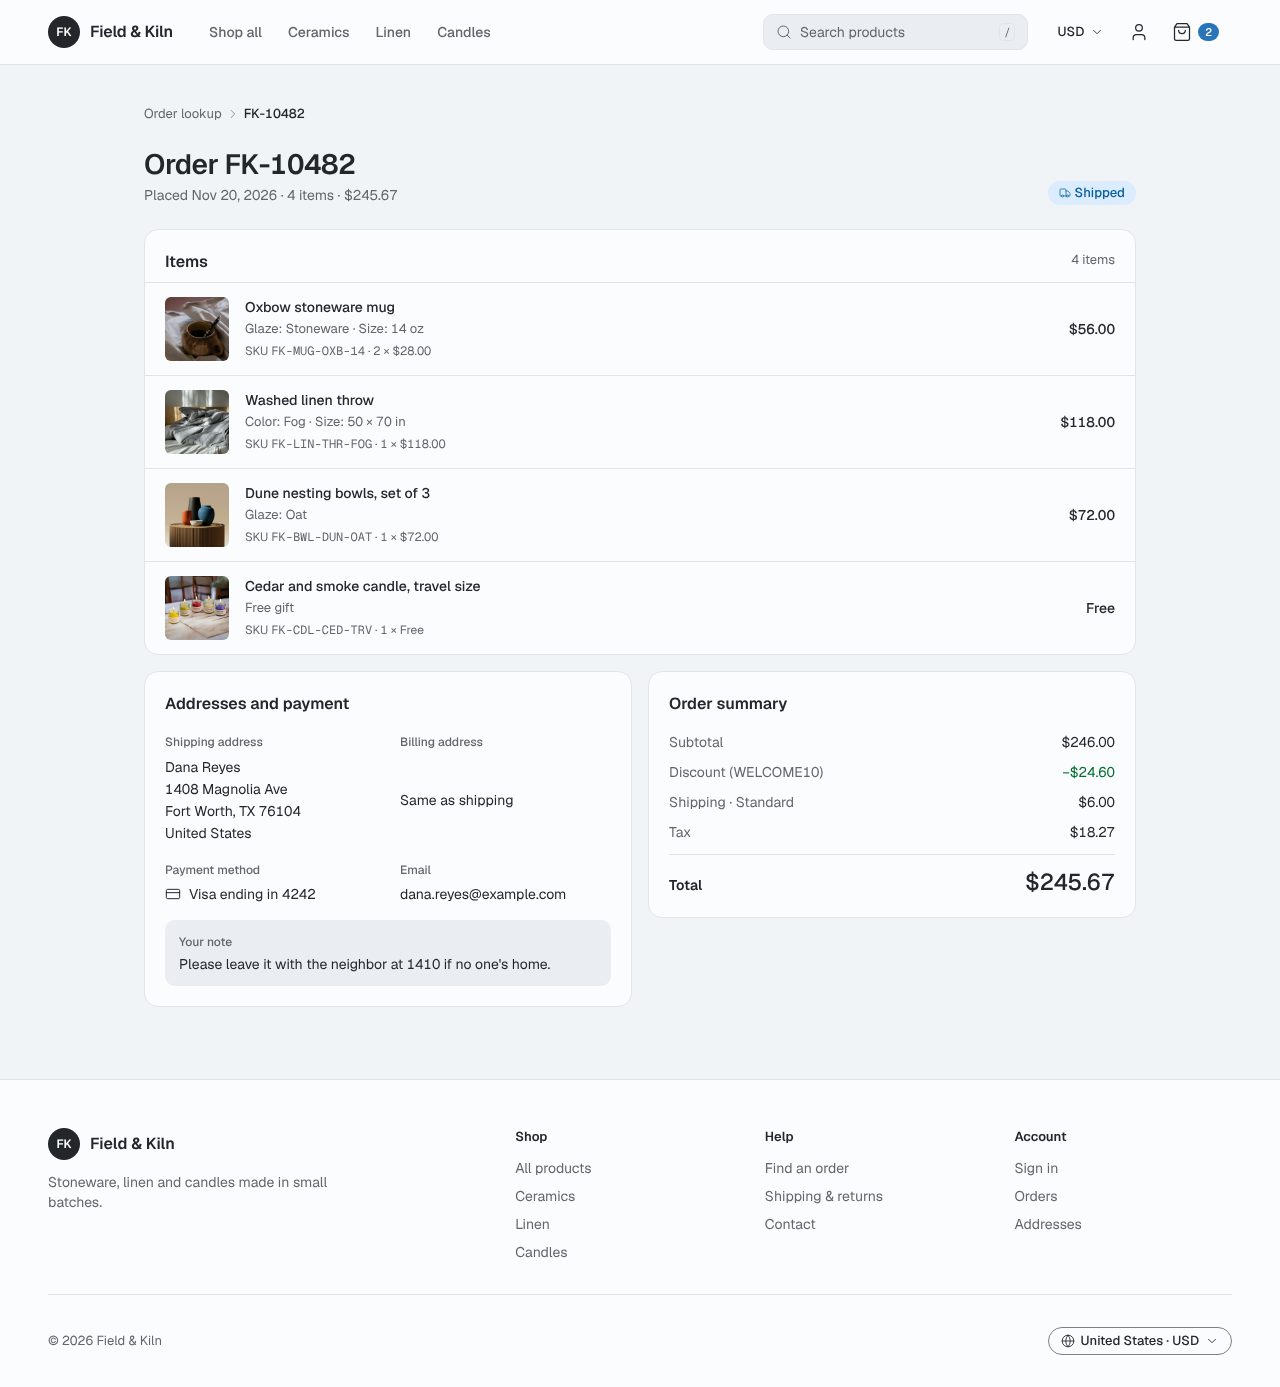 FK Field & Kiln Shop all Ceramics Linen Candles Search products / USD 2
Order lookup FK-10482
Order FK-10482
Placed Nov 20, 2026 · 4 items · $245.67
Shipped
Items 4 items
Oxbow stoneware mug
Glaze: Stoneware · Size: 14 oz
SKU FK-MUG-OXB-14 · 2 × $28.00
$56.00
Washed linen throw
Color: Fog · Size: 50 × 70 in
SKU FK-LIN-THR-FOG · 1 × $118.00
$118.00
Dune nesting bowls, set of 3
Glaze: Oat
SKU FK-BWL-DUN-OAT · 1 × $72.00
$72.00
Cedar and smoke candle, travel size
Free gift
SKU FK-CDL-CED-TRV · 1 × Free
Free
Addresses and payment
Shipping address
Dana Reyes
1408 Magnolia Ave
Fort Worth, TX 76104
United States
Billing address
Same as shipping
Payment method
Visa ending in 4242
Email
dana.reyes@example.com
Your note
Please leave it with the neighbor at 1410 if no one's home.
Order summary
Subtotal $246.00
Discount (WELCOME10) −$24.60
Shipping · Standard $6.00
Tax $18.27
Total $245.67
FK Field & Kiln
Stoneware, linen and candles made in small
batches.
Shop
All products
Ceramics
Linen
Candles
Help
Find an order
Shipping & returns
Contact
Account
Sign in
Orders
Addresses
© 2026 Field & Kiln
United States · USD